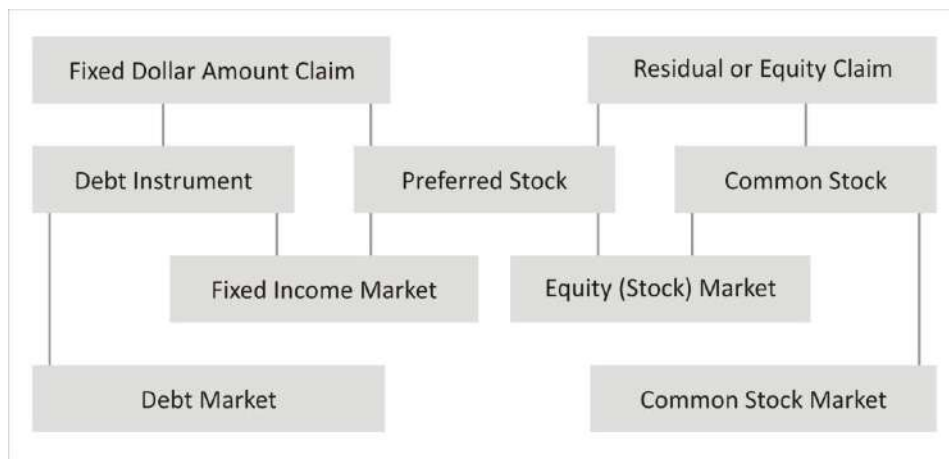 Fixed Dollar Amount Claim
Residual or Equity Claim
Debt Instrument
Preferred Stock
Common Stock
Fixed Income Market
Equity (Stock) Market
Debt Market
Common Stock Market